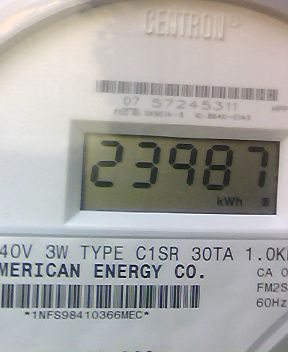 CENTRON
07 57245311
23987
kWh
40V 3W TYPE C1SR 30TA 1.0K
MERICAN ENERGY CO.
CA 0
FM2S
60Hz
*1NFS98410366MEC*